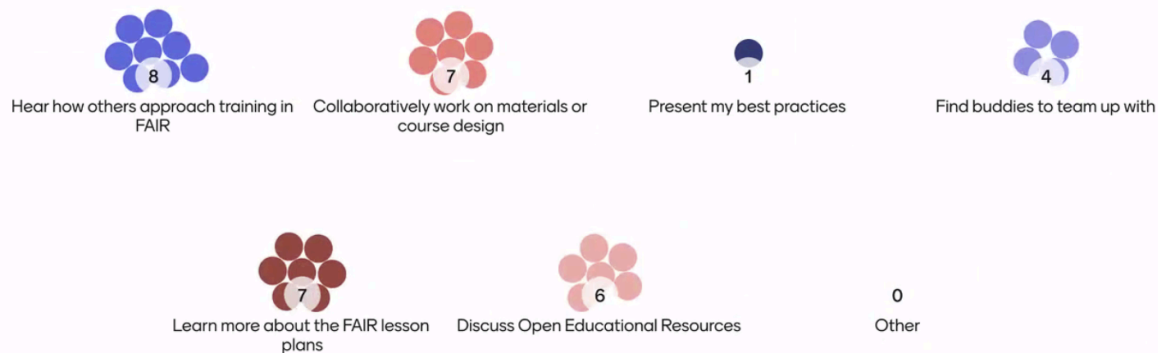 8
Hear how others approach training in
FAIR
7
Collaboratively work on materials or
course design
1
Present my best practices
4
Find buddies to team up with
7
Learn more about the FAIR lesson
plans
6
Discuss Open Educational Resources
0
Other